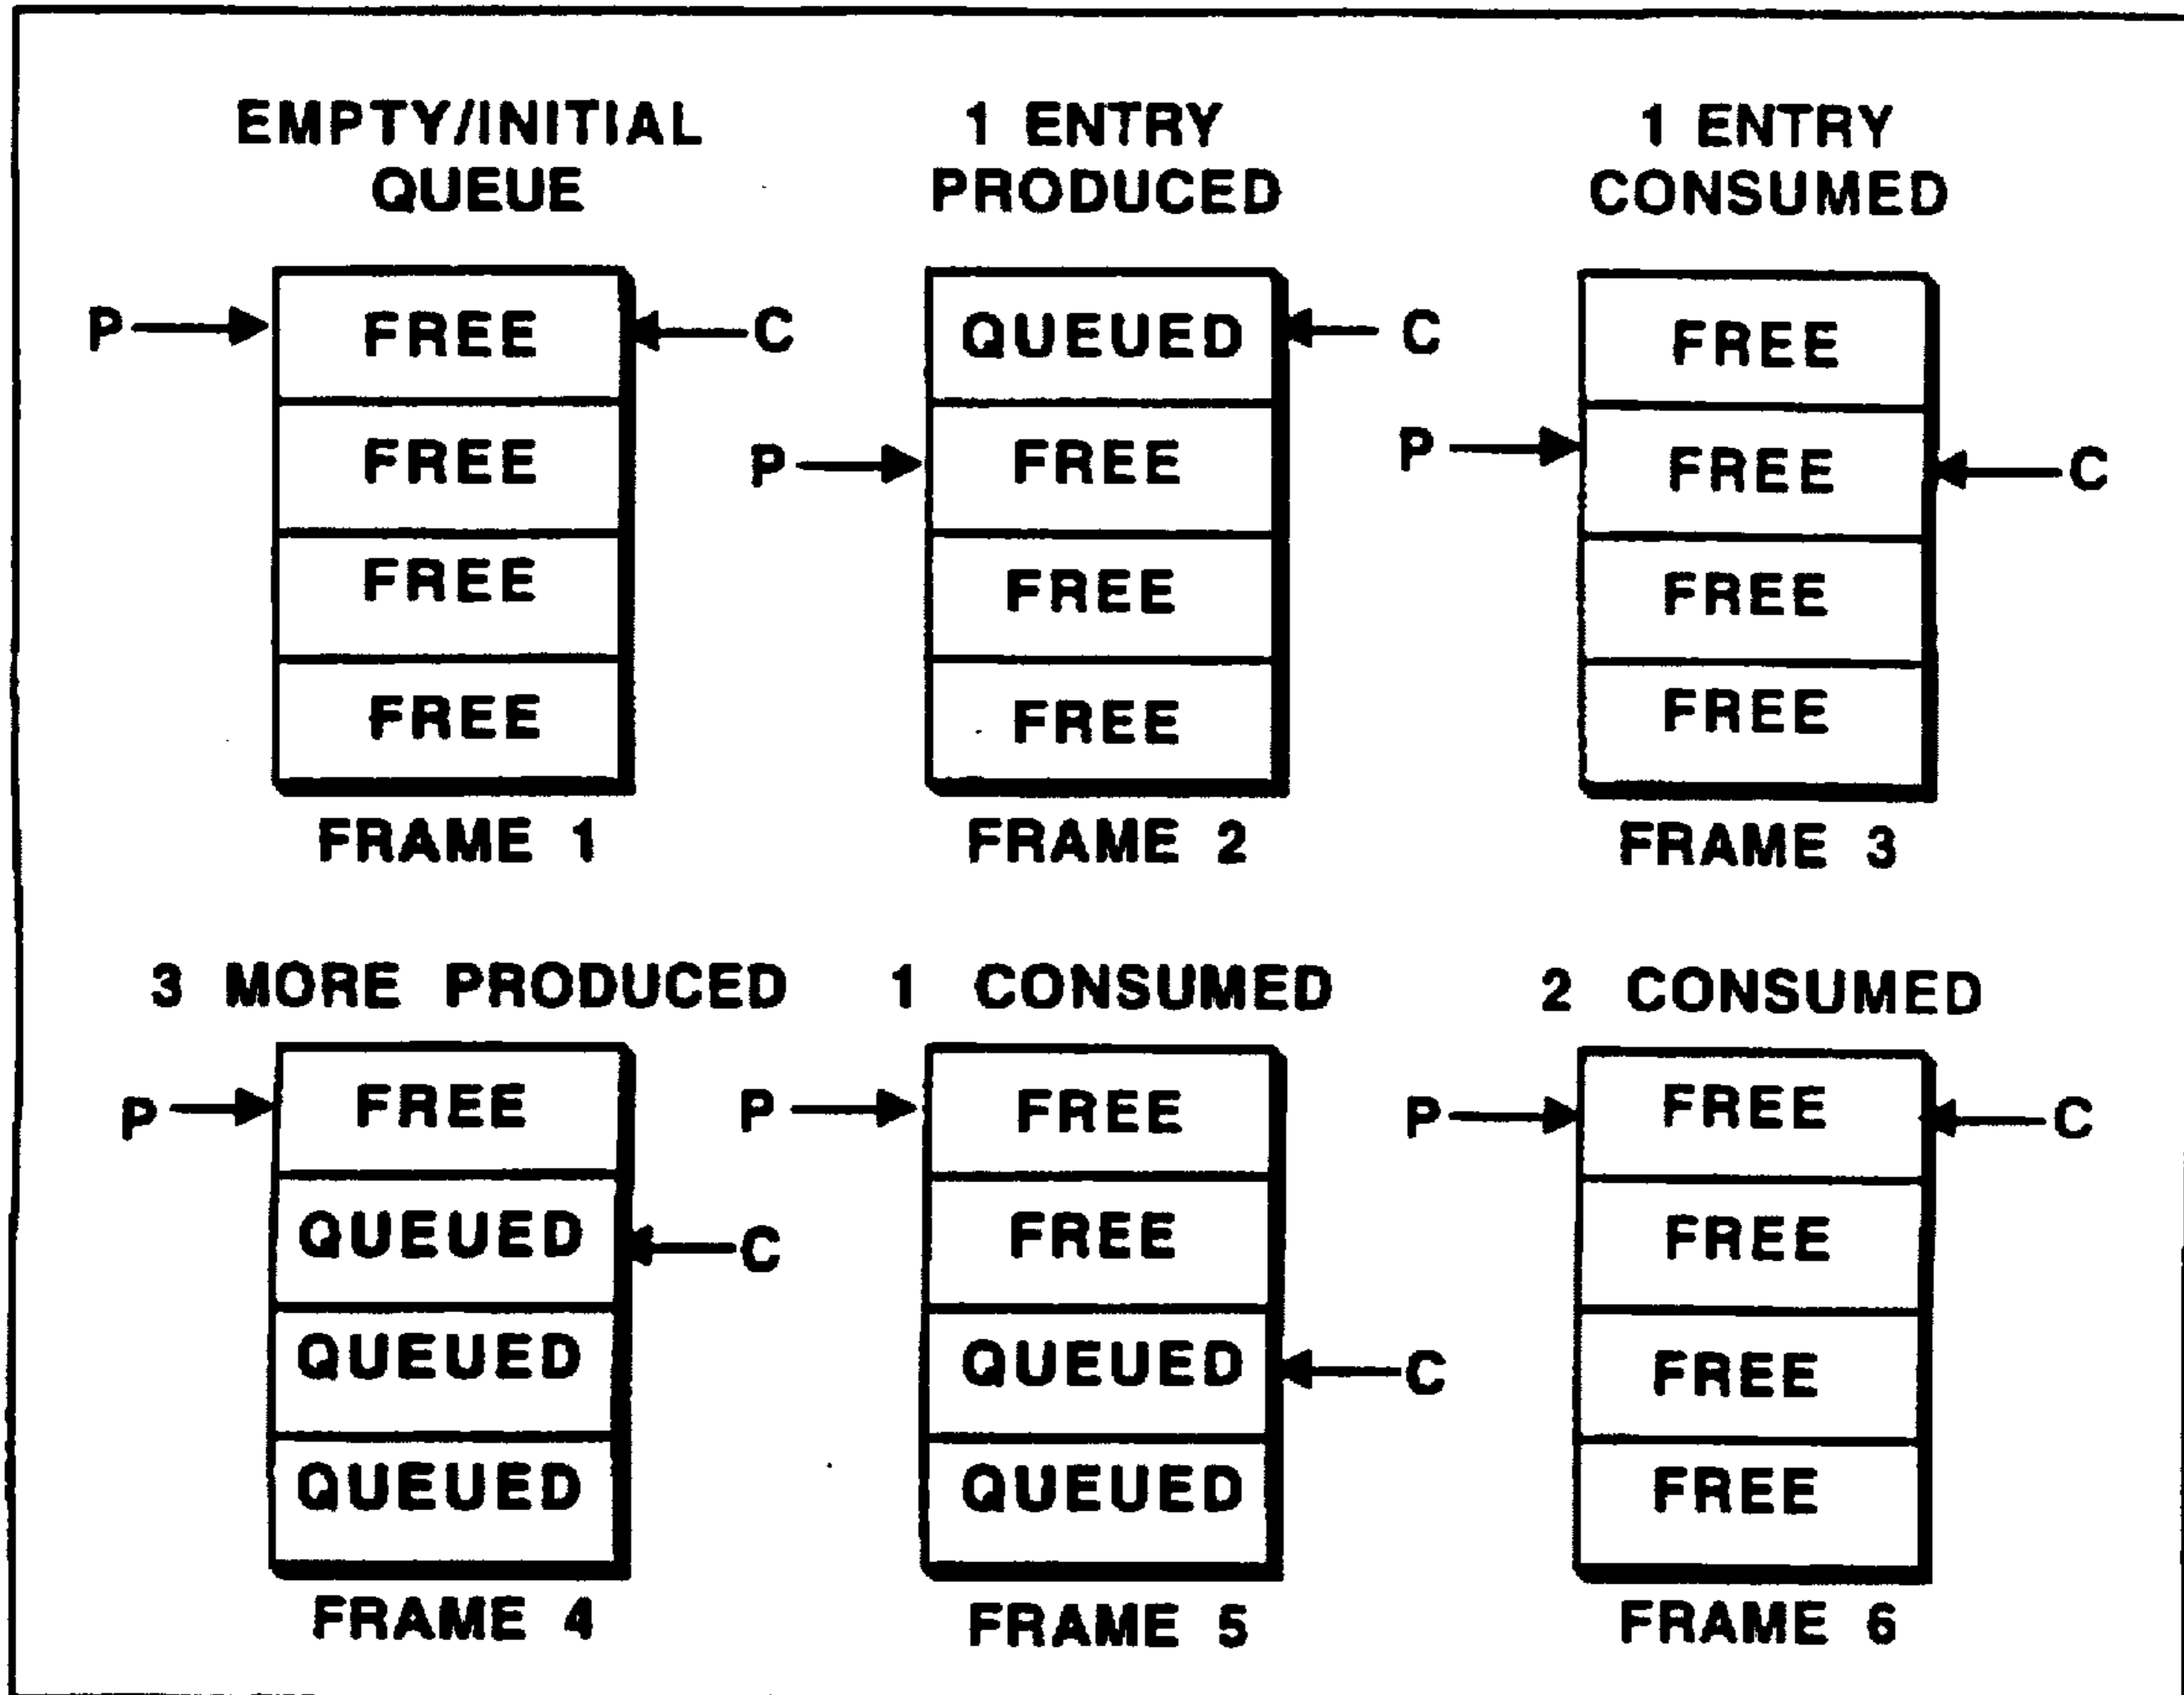 EMPTY/INITIAL
QUEUE
1 ENTRY
PRODUCED
1 ENTRY
CONSUMED
P
FREE
C
FREE
FREE
FREE
FRAME 1
QUEUED
C
P
FREE
FREE
FREE
FRAME 2
FREE
P
FREE
C
FREE
FREE
FRAME 3
3 MORE PRODUCED
1 CONSUMED
2 CONSUMED
P
FREE
QUEUED
C
QUEUED
QUEUED
FRAME 4
P
FREE
FREE
QUEUED
C
QUEUED
FRAME 5
P
FREE
C
FREE
FREE
FREE
FRAME 6